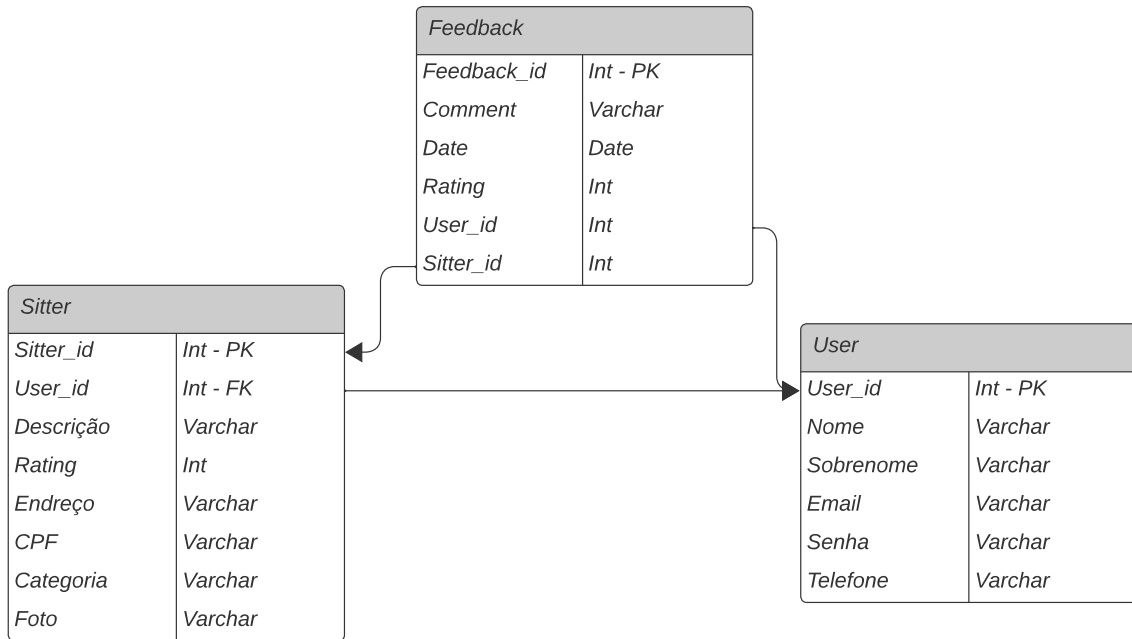 Feedback
Feedback_id Int - PK
Comment Varchar
Date Date
Rating Int
User_id Int
Sitter_id Int
Sitter
Sitter_id Int - PK
User_id Int - FK
Descrição Varchar
Rating Int
Endreço Varchar
CPF Varchar
Categoria Varchar
Foto Varchar
User
User_id Int - PK
Nome Varchar
Sobrenome Varchar
Email Varchar
Senha Varchar
Telefone Varchar